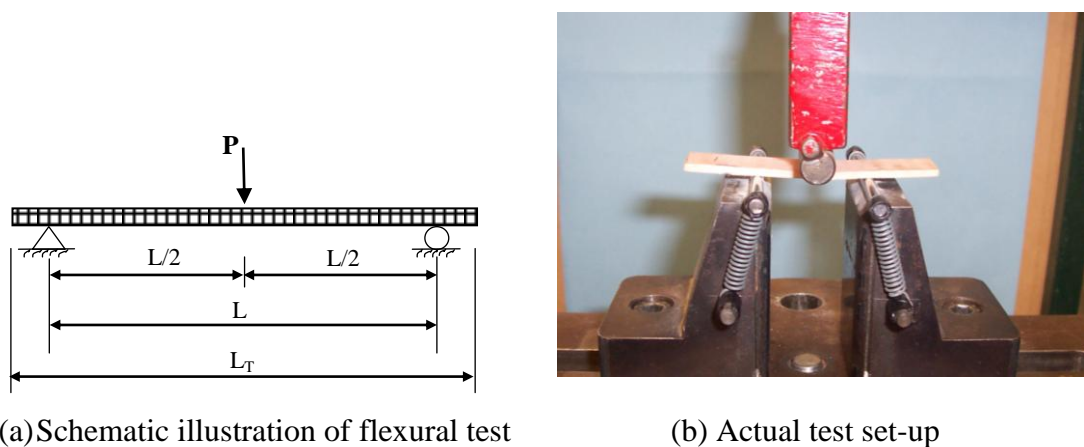 P
L/2 L/2
L
L_T
(a) Schematic illustration of flexural test
(b) Actual test set-up